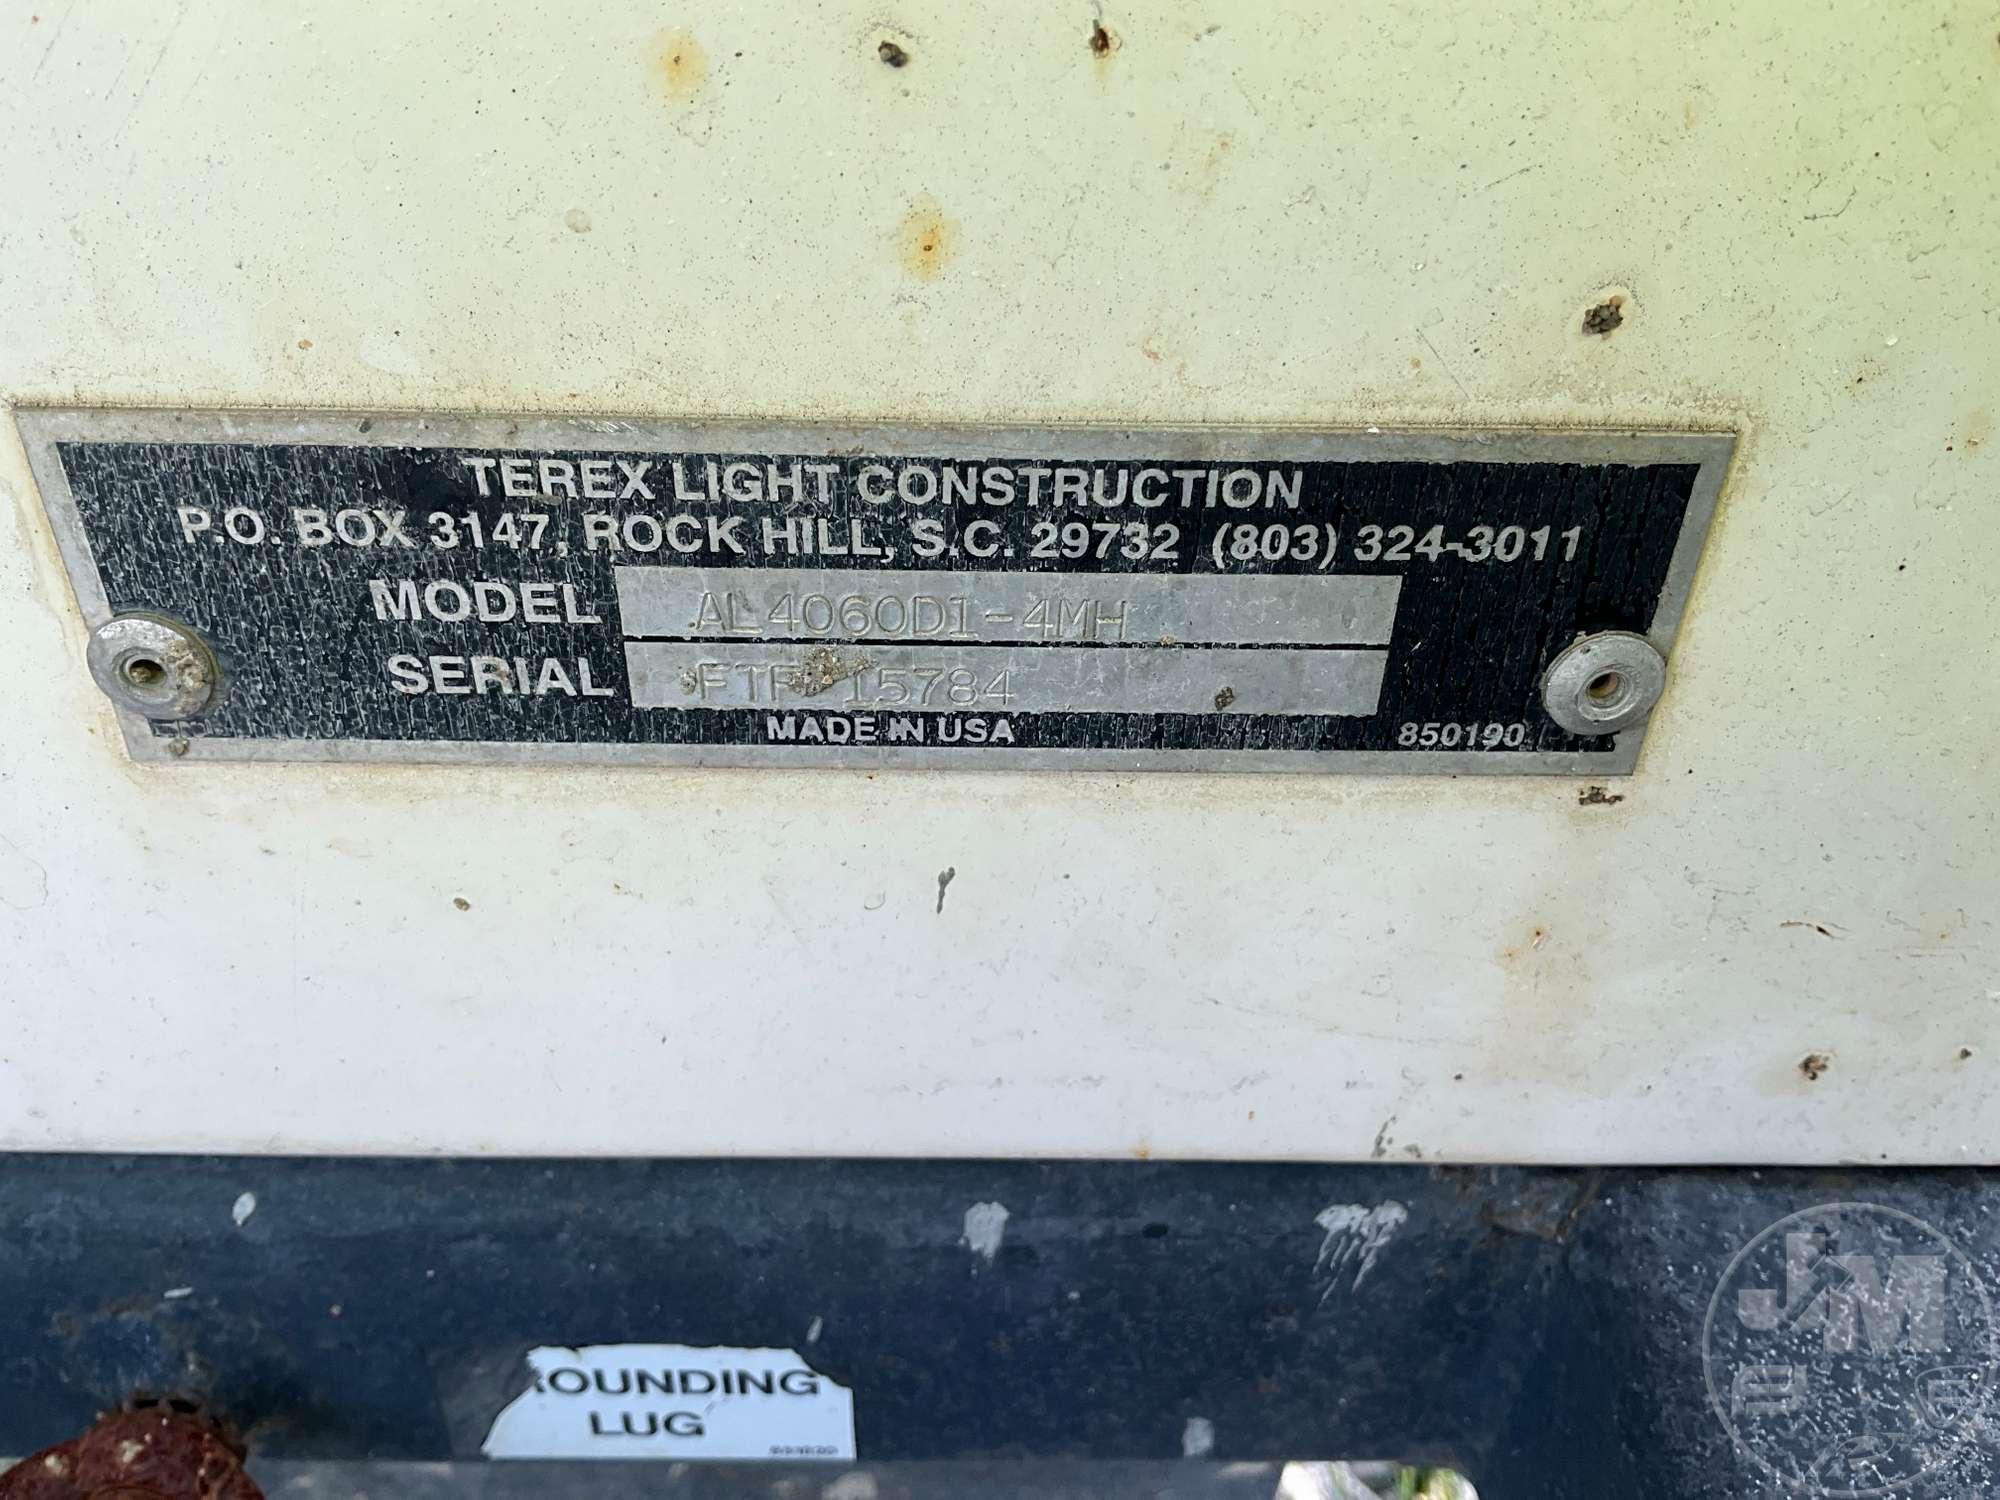 TEREX LIGHT CONSTRUCTION
P.O. BOX 3147, ROCK HILL, S.C. 29732 (803) 324-3011
MODEL AL4060D1-4MH
SERIAL 15784
MADE IN USA 850190
ROUNDING
LUG
JM